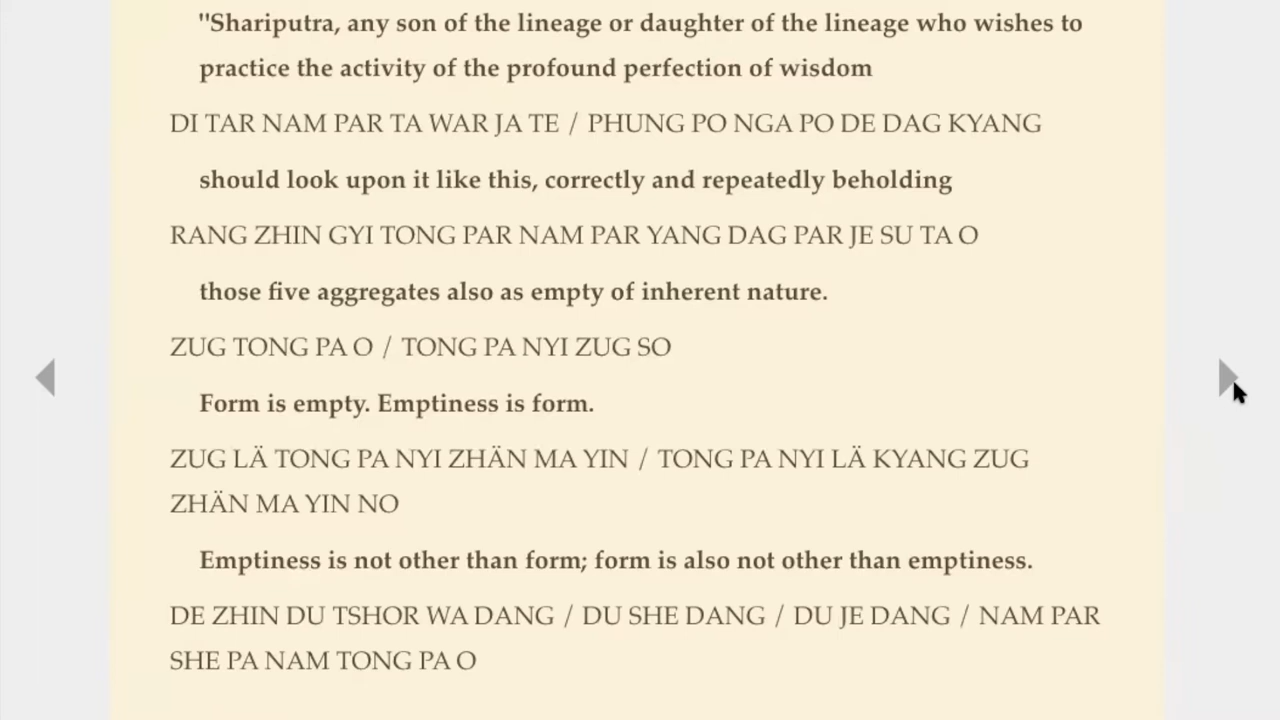 "Shariputra, any son of the lineage or daughter of the lineage who wishes to
practice the activity of the profound perfection of wisdom
DI TAR NAM PAR TA WAR JA TE / PHUNG PO NGA PO DE DAG KYANG
should look upon it like this, correctly and repeatedly beholding
RANG ZHIN GYI TONG PAR NAM PAR YANG DAG PAR JE SU TA O
those five aggregates also as empty of inherent nature.
ZUG TONG PA O / TONG PA NYI ZUG SO
Form is empty. Emptiness is form.
ZUG LÄ TONG PA NYI ZHÄN MA YIN / TONG PA NYI LÄ KYANG ZUG
ZHÄN MA YIN NO
Emptiness is not other than form; form is also not other than emptiness.
DE ZHIN DU TSHOR WA DANG / DU SHE DANG / DU JE DANG / NAM PAR
SHE PA NAM TONG PA O